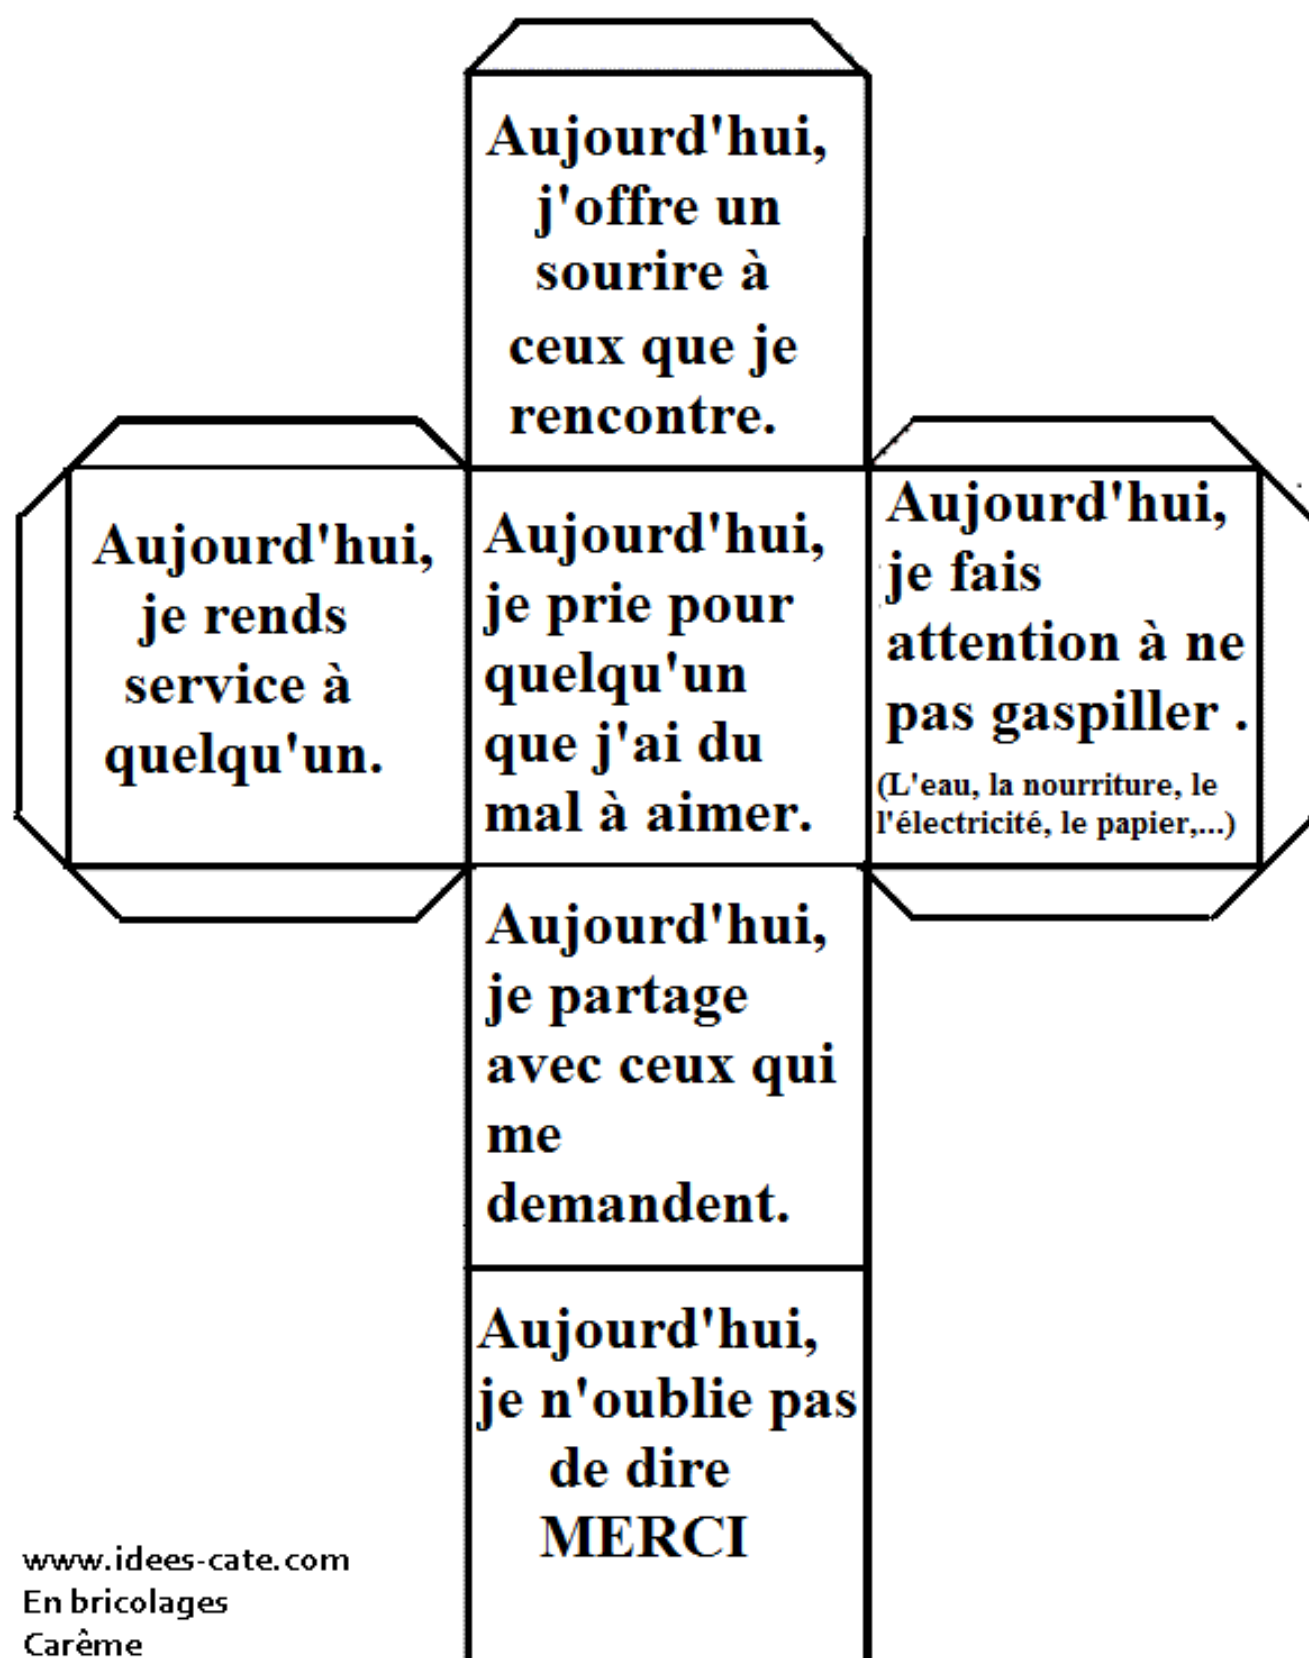 Aujourd'hui,
j'offre un
sourire à
ceux que je
rencontre.
Aujourd'hui,
je rends
service à
quelqu'un.
Aujourd'hui,
je prie pour
quelqu'un
que j'ai du
mal à aimer.
Aujourd'hui,
je fais
attention à ne
pas gaspiller .
(L'eau, la nourriture, le
l'électricité, le papier,...)
Aujourd'hui,
je partage
avec ceux qui
me
demandent.
Aujourd'hui,
je n'oublie pas
de dire
MERCI
www.idees-cate.com
En bricolages
Carême